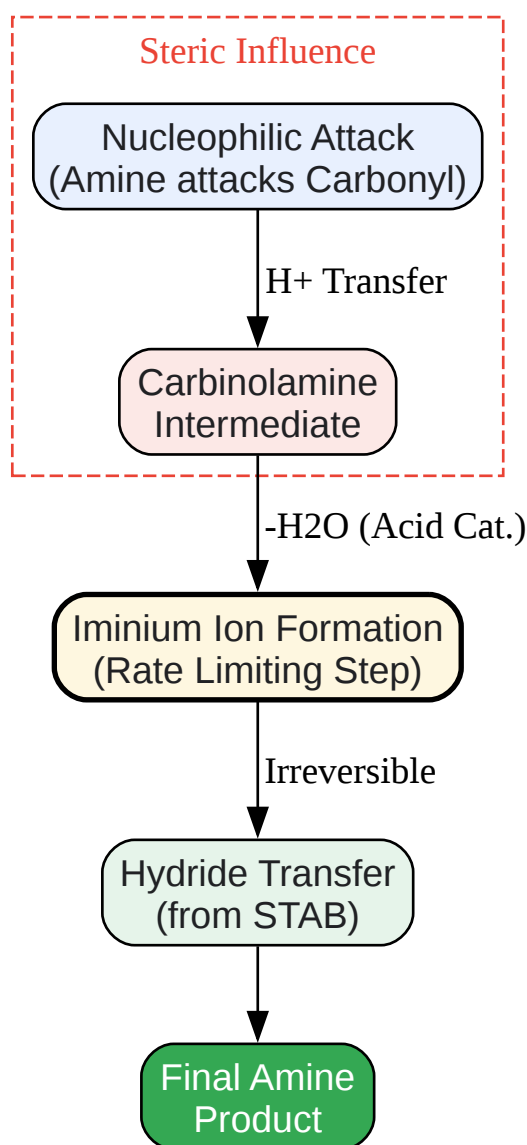 Steric Influence
Nucleophilic Attack
(Amine attacks Carbonyl)
H+ Transfer
Carbinolamine
Intermediate
-H2O (Acid Cat.)
Iminium Ion Formation
(Rate Limiting Step)
Irreversible
Hydride Transfer
(from STAB)
Final Amine
Product